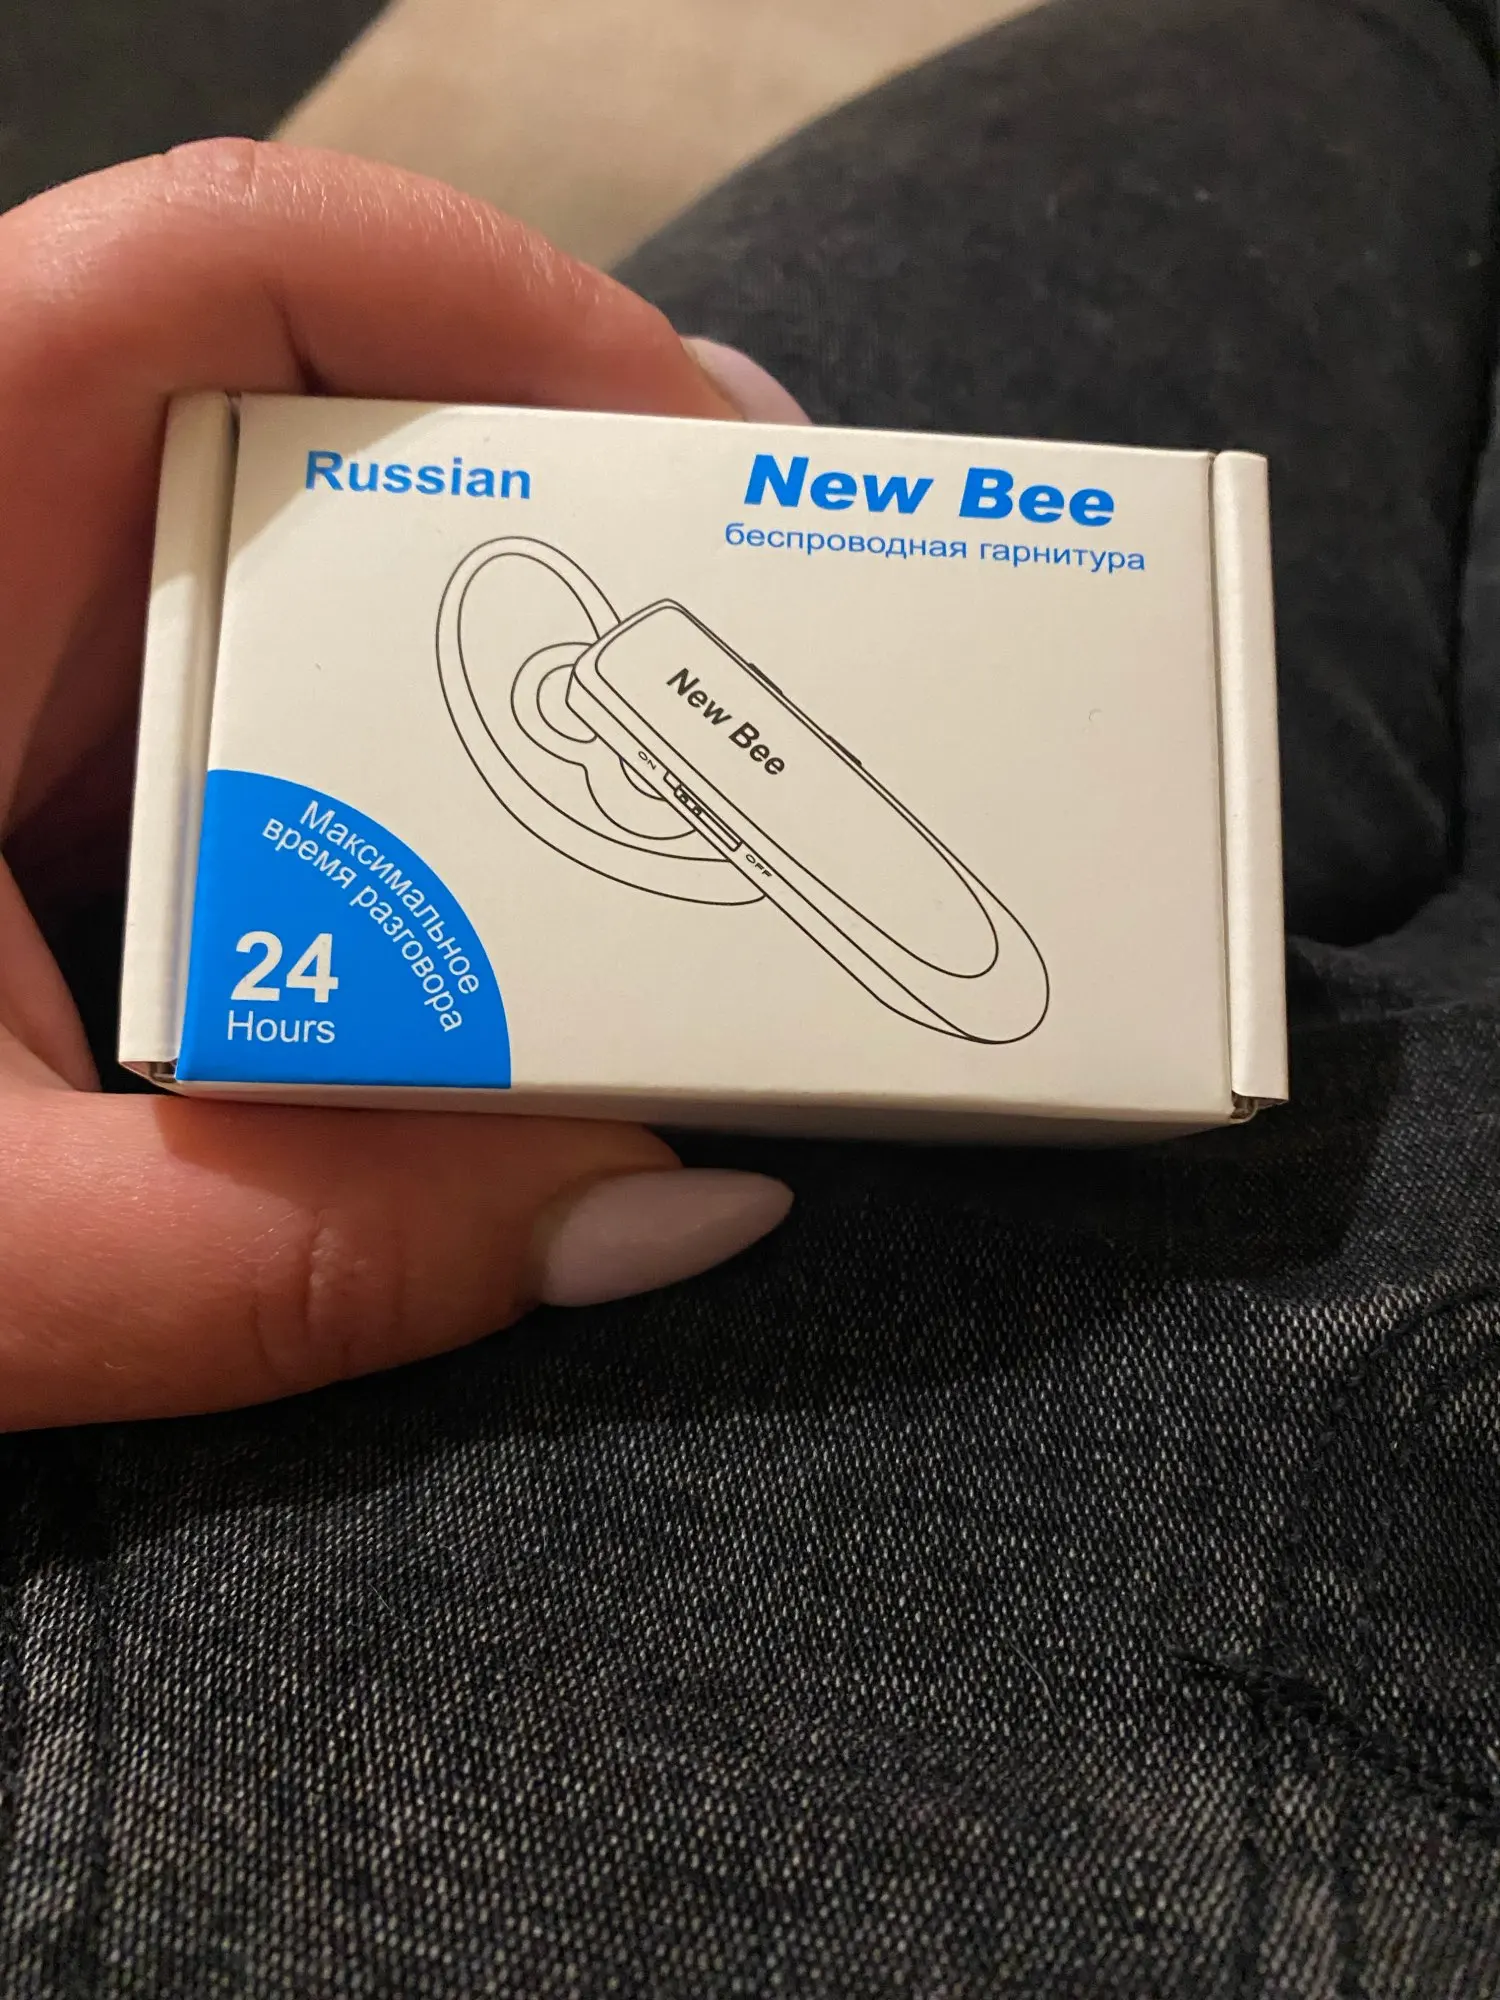 Russian
New Bee
беспроводная гарнитура
New Bee
ON
OFF
Максимальное
время разговора
24
Hours